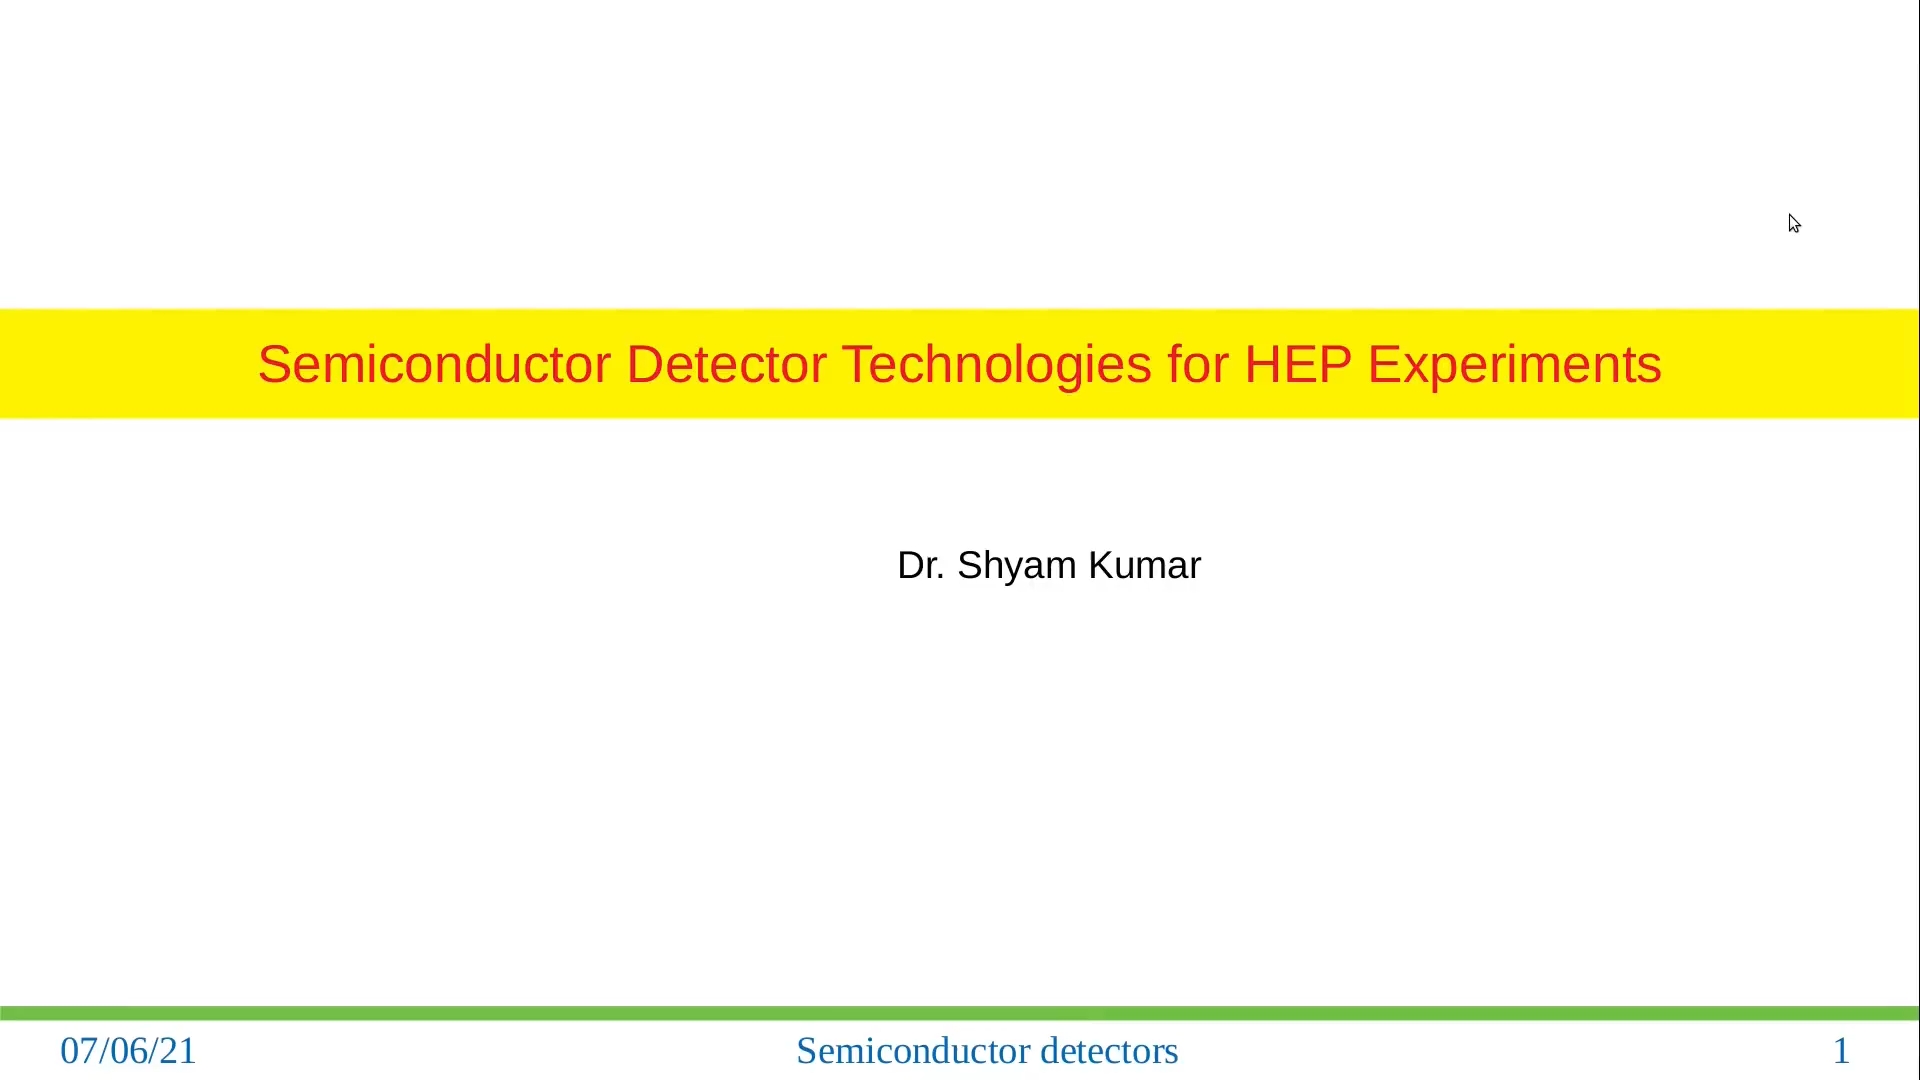 Semiconductor Detector Technologies for HEP Experiments
Dr. Shyam Kumar
07/06/21 Semiconductor detectors 1